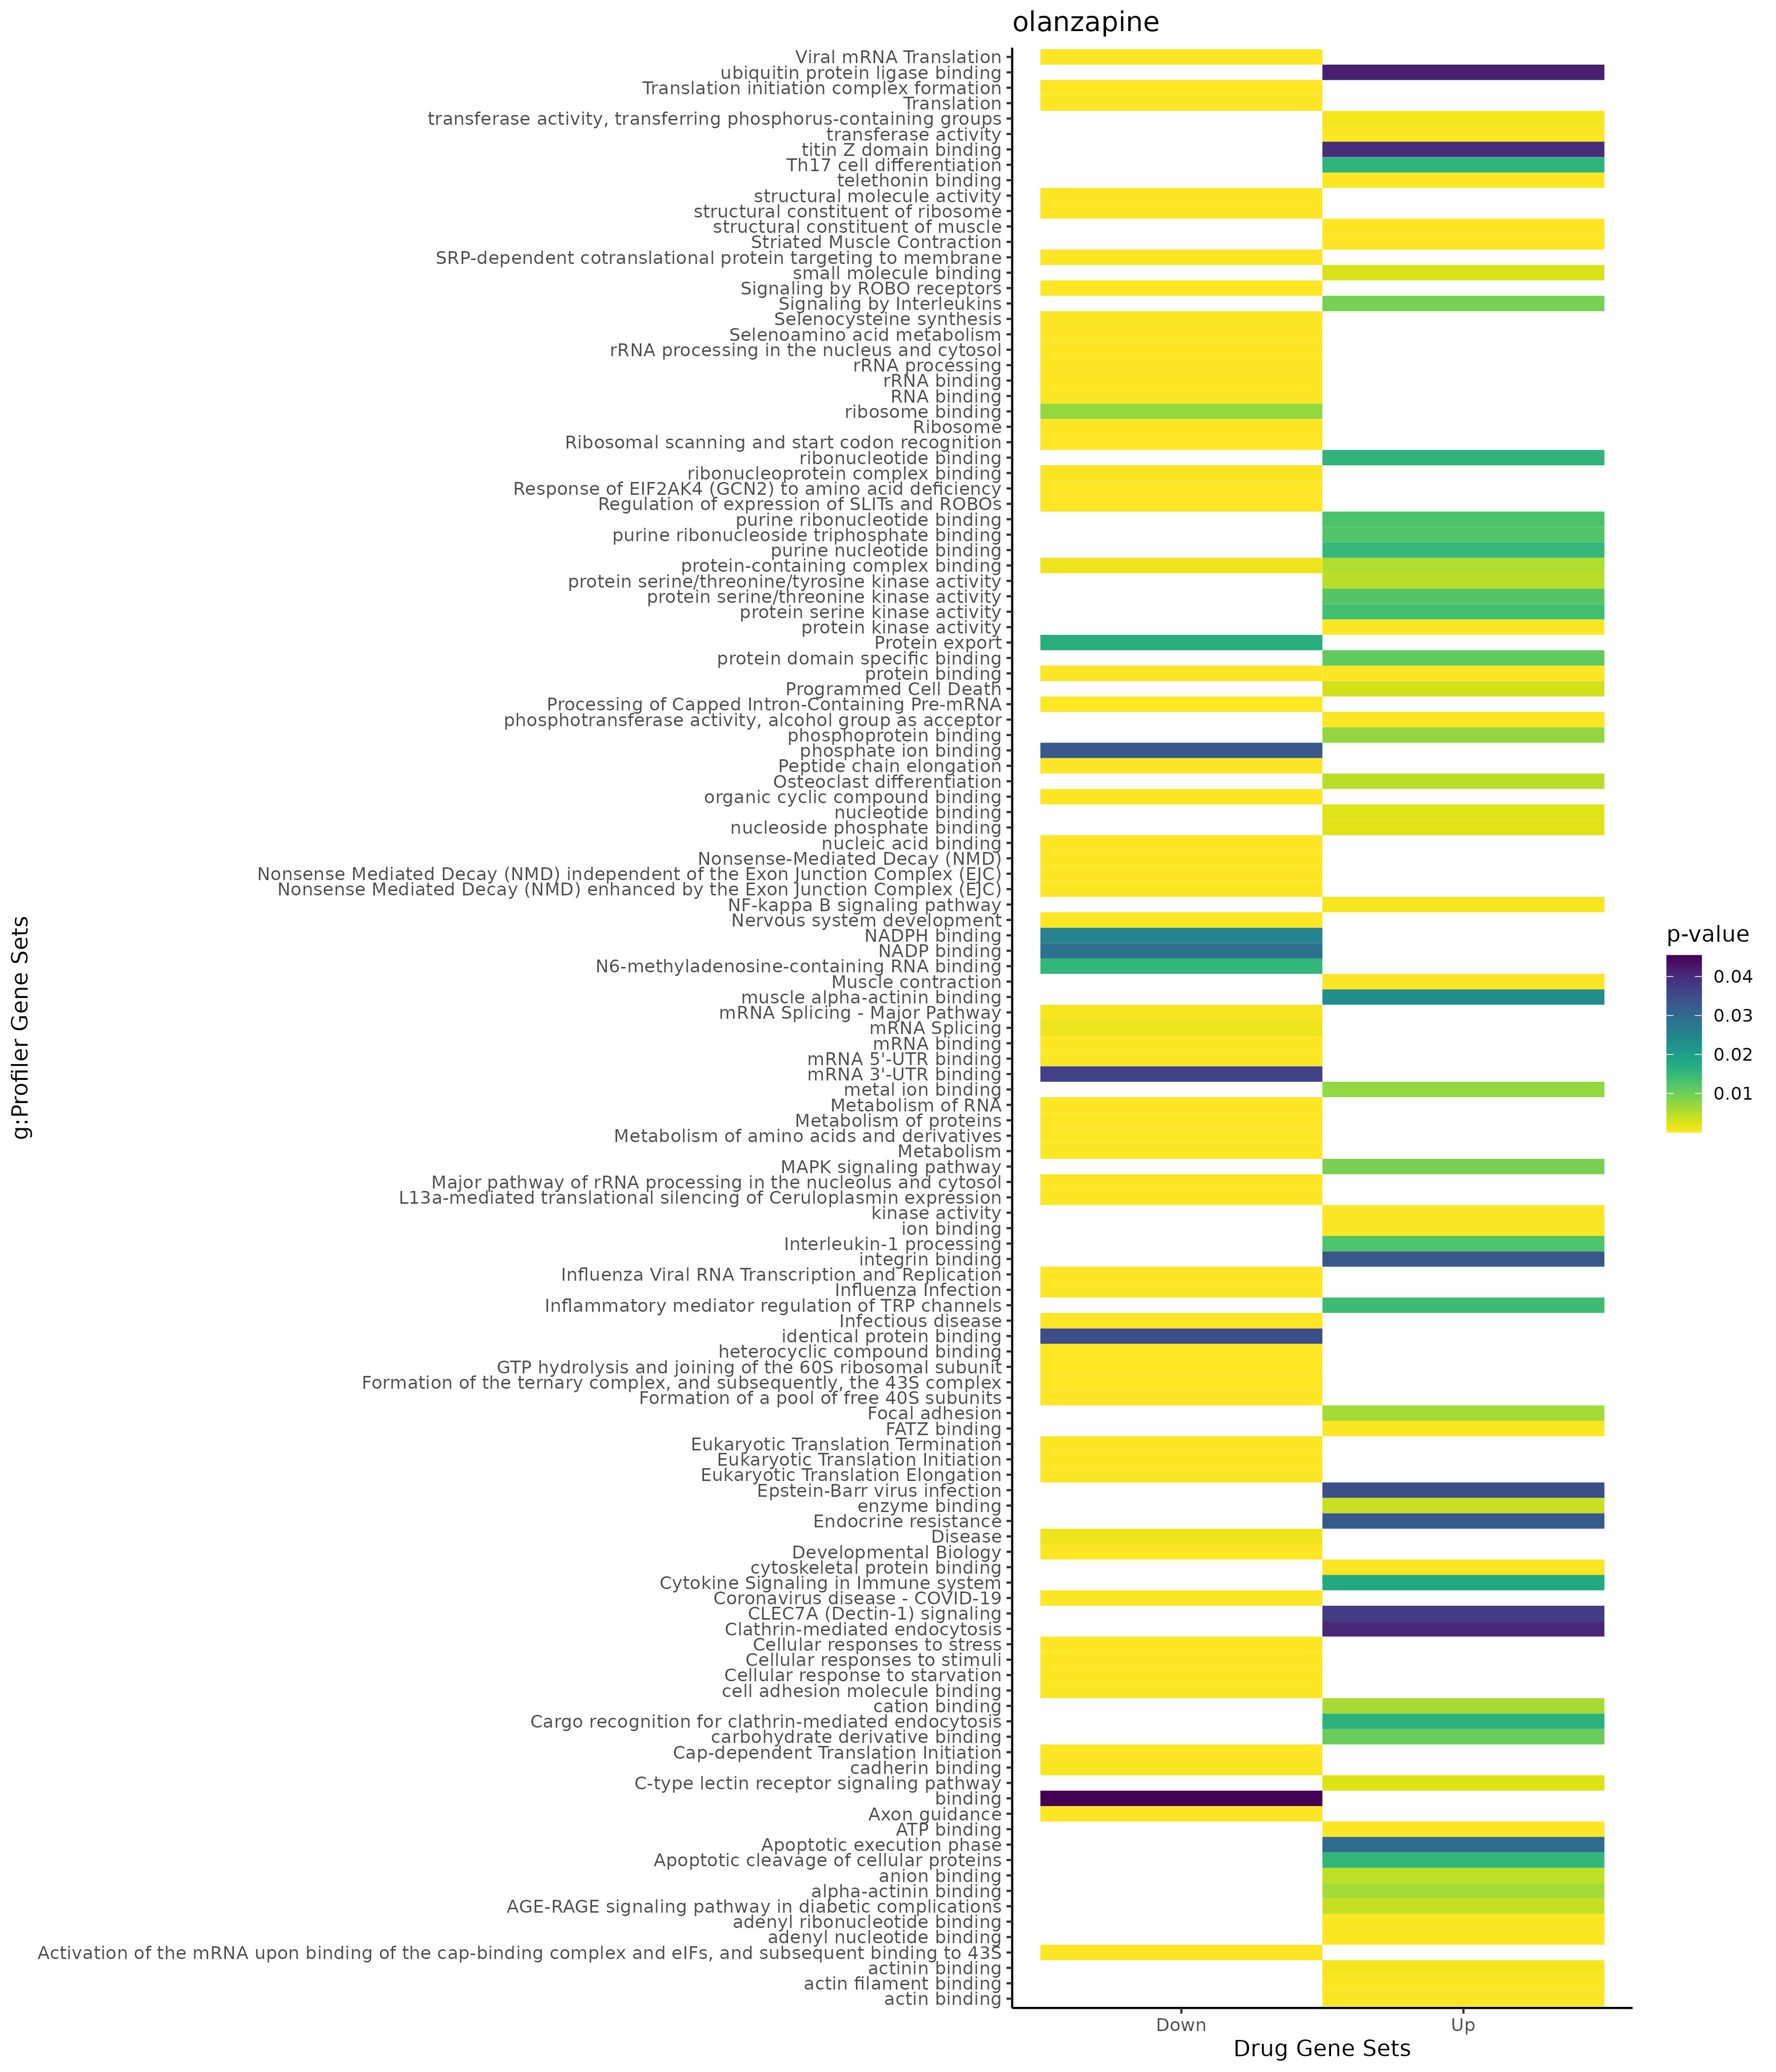 olanzapine
Viral mRNA Translation
ubiquitin protein ligase binding
Translation initiation complex formation
Translation
transferase activity, transferring phosphorus-containing groups
transferase activity
titin Z domain binding
Th17 cell differentiation
telethonin binding
structural molecule activity
structural constituent of ribosome
structural constituent of muscle
Striated Muscle Contraction
SRP-dependent cotranslational protein targeting to membrane
small molecule binding
Signaling by ROBO receptors
Signaling by Interleukins
Selenocysteine synthesis
Selenoamino acid metabolism
rRNA processing in the nucleus and cytosol
rRNA processing
rRNA binding
RNA binding
ribosome binding
Ribosome
Ribosomal scanning and start codon recognition
ribonucleotide binding
ribonucleoprotein complex binding
Response of EIF2AK4 (GCN2) to amino acid deficiency
Regulation of expression of SLITs and ROBOs
purine ribonucleotide binding
purine ribonucleoside triphosphate binding
purine nucleotide binding
protein-containing complex binding
protein serine/threonine/tyrosine kinase activity
protein serine/threonine kinase activity
protein serine kinase activity
protein kinase activity
Protein export
protein domain specific binding
protein binding
Programmed Cell Death
Processing of Capped Intron-Containing Pre-mRNA
phosphotransferase activity, alcohol group as acceptor
phosphoprotein binding
phosphate ion binding
Peptide chain elongation
Osteoclast differentiation
organic cyclic compound binding
nucleotide binding
nucleoside phosphate binding
nucleic acid binding
Nonsense-Mediated Decay (NMD)
Nonsense Mediated Decay (NMD) independent of the Exon Junction Complex (EJC)
Nonsense Mediated Decay (NMD) enhanced by the Exon Junction Complex (EJC)
NF-kappa B signaling pathway
Nervous system development
NADPH binding
NADP binding
N6-methyladenosine-containing RNA binding
Muscle contraction
muscle alpha-actinin binding
mRNA Splicing - Major Pathway
mRNA Splicing
mRNA binding
mRNA 5'-UTR binding
mRNA 3'-UTR binding
metal ion binding
Metabolism of RNA
Metabolism of proteins
Metabolism of amino acids and derivatives
Metabolism
MAPK signaling pathway
Major pathway of rRNA processing in the nucleolus and cytosol
L13a-mediated translational silencing of Ceruloplasmin expression
kinase activity
ion binding
Interleukin-1 processing
integrin binding
Influenza Viral RNA Transcription and Replication
Influenza Infection
Inflammatory mediator regulation of TRP channels
Infectious disease
identical protein binding
heterocyclic compound binding
GTP hydrolysis and joining of the 60S ribosomal subunit
Formation of the ternary complex, and subsequently, the 43S complex
Formation of a pool of free 40S subunits
Focal adhesion
FATZ binding
Eukaryotic Translation Termination
Eukaryotic Translation Initiation
Eukaryotic Translation Elongation
Epstein-Barr virus infection
enzyme binding
Endocrine resistance
Disease
Developmental Biology
cytoskeletal protein binding
Cytokine Signaling in Immune system
Coronavirus disease - COVID-19
CLEC7A (Dectin-1) signaling
Clathrin-mediated endocytosis
Cellular responses to stress
Cellular responses to stimuli
Cellular response to starvation
cell adhesion molecule binding
cation binding
Cargo recognition for clathrin-mediated endocytosis
carbohydrate derivative binding
Cap-dependent Translation Initiation
cadherin binding
C-type lectin receptor signaling pathway
binding
Axon guidance
ATP binding
Apoptotic execution phase
Apoptotic cleavage of cellular proteins
anion binding
alpha-actinin binding
AGE-RAGE signaling pathway in diabetic complications
adenyl ribonucleotide binding
adenyl nucleotide binding
Activation of the mRNA upon binding of the cap-binding complex and eIFs, and subsequent binding to 43S
actinin binding
actin filament binding
actin binding
g:Profiler Gene Sets
Down
Up
Drug Gene Sets
p-value
0.04
0.03
0.02
0.01